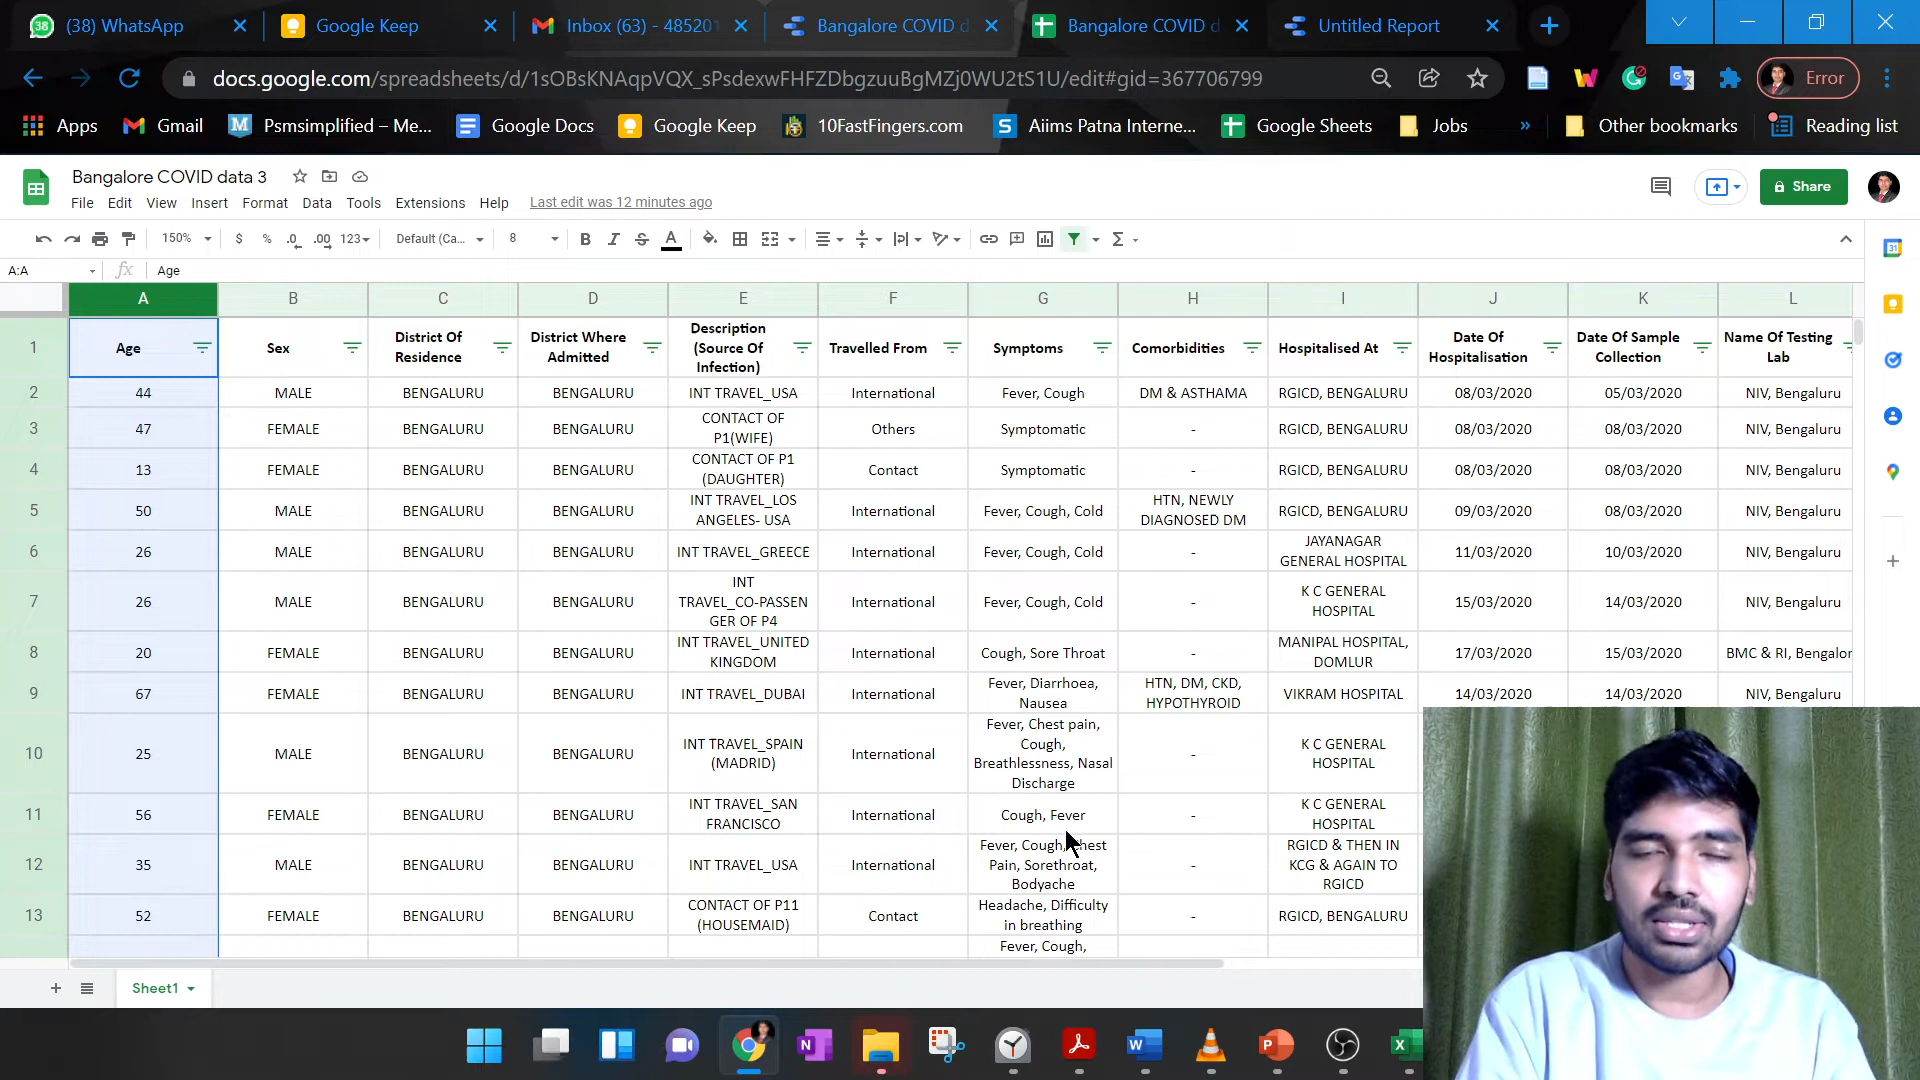 (38) WhatsApp
Google Keep
Inbox (63) - 48520
Bangalore COVID d
Bangalore COVID d
Untitled Report
docs.google.com/spreadsheets/d/1sOBsKNAqpVQX_sPsdexwFHFZDbgzuuBgMZj0WU2tS1U/edit#gid=367706799
Error
Apps
Gmail
Psmsimplified – Me...
Google Docs
Google Keep
10FastFingers.com
Aiims Patna Interne...
Google Sheets
Jobs
»
Other bookmarks
Reading list
Bangalore COVID data 3
File Edit View Insert Format Data Tools Extensions Help Last edit was 12 minutes ago
Share
150% $ % .0 .00 123 Default (Ca... 8 B I S A
A:A fx Age
A B C D E F G H I J K L
1 Age Sex District Of Residence District Where Admitted Description (Source Of Infection) Travelled From Symptoms Comorbidities Hospitalised At Date Of Hospitalisation Date Of Sample Collection Name Of Testing Lab
2 44 MALE BENGALURU BENGALURU INT TRAVEL_USA International Fever, Cough DM & ASTHAMA RGICD, BENGALURU 08/03/2020 05/03/2020 NIV, Bengaluru
3 47 FEMALE BENGALURU BENGALURU CONTACT OF P1(WIFE) Others Symptomatic - RGICD, BENGALURU 08/03/2020 08/03/2020 NIV, Bengaluru
4 13 FEMALE BENGALURU BENGALURU CONTACT OF P1 (DAUGHTER) Contact Symptomatic - RGICD, BENGALURU 08/03/2020 08/03/2020 NIV, Bengaluru
5 50 MALE BENGALURU BENGALURU INT TRAVEL_LOS ANGELES- USA International Fever, Cough, Cold HTN, NEWLY DIAGNOSED DM RGICD, BENGALURU 09/03/2020 08/03/2020 NIV, Bengaluru
6 26 MALE BENGALURU BENGALURU INT TRAVEL_GREECE International Fever, Cough, Cold - JAYANAGAR GENERAL HOSPITAL 11/03/2020 10/03/2020 NIV, Bengaluru
7 26 MALE BENGALURU BENGALURU INT TRAVEL_CO-PASSENGER OF P4 International Fever, Cough, Cold - K C GENERAL HOSPITAL 15/03/2020 14/03/2020 NIV, Bengaluru
8 20 FEMALE BENGALURU BENGALURU INT TRAVEL_UNITED KINGDOM International Cough, Sore Throat - MANIPAL HOSPITAL, DOMLUR 17/03/2020 15/03/2020 BMC & RI, Bengalor
9 67 FEMALE BENGALURU BENGALURU INT TRAVEL_DUBAI International Fever, Diarrhoea, Nausea HTN, DM, CKD, HYPOTHYROID VIKRAM HOSPITAL 14/03/2020 14/03/2020 NIV, Bengaluru
10 25 MALE BENGALURU BENGALURU INT TRAVEL_SPAIN (MADRID) International Fever, Chest pain, Cough, Breathlessness, Nasal Discharge - K C GENERAL HOSPITAL
11 56 FEMALE BENGALURU BENGALURU INT TRAVEL_SAN FRANCISCO International Cough, Fever - K C GENERAL HOSPITAL
12 35 MALE BENGALURU BENGALURU INT TRAVEL_USA International Fever, Cough, Chest Pain, Sorethroat, Bodyache - RGICD & THEN IN KCG & AGAIN TO RGICD
13 52 FEMALE BENGALURU BENGALURU CONTACT OF P11 (HOUSEMAID) Contact Headache, Difficulty in breathing - RGICD, BENGALURU
Fever, Cough,
Sheet1